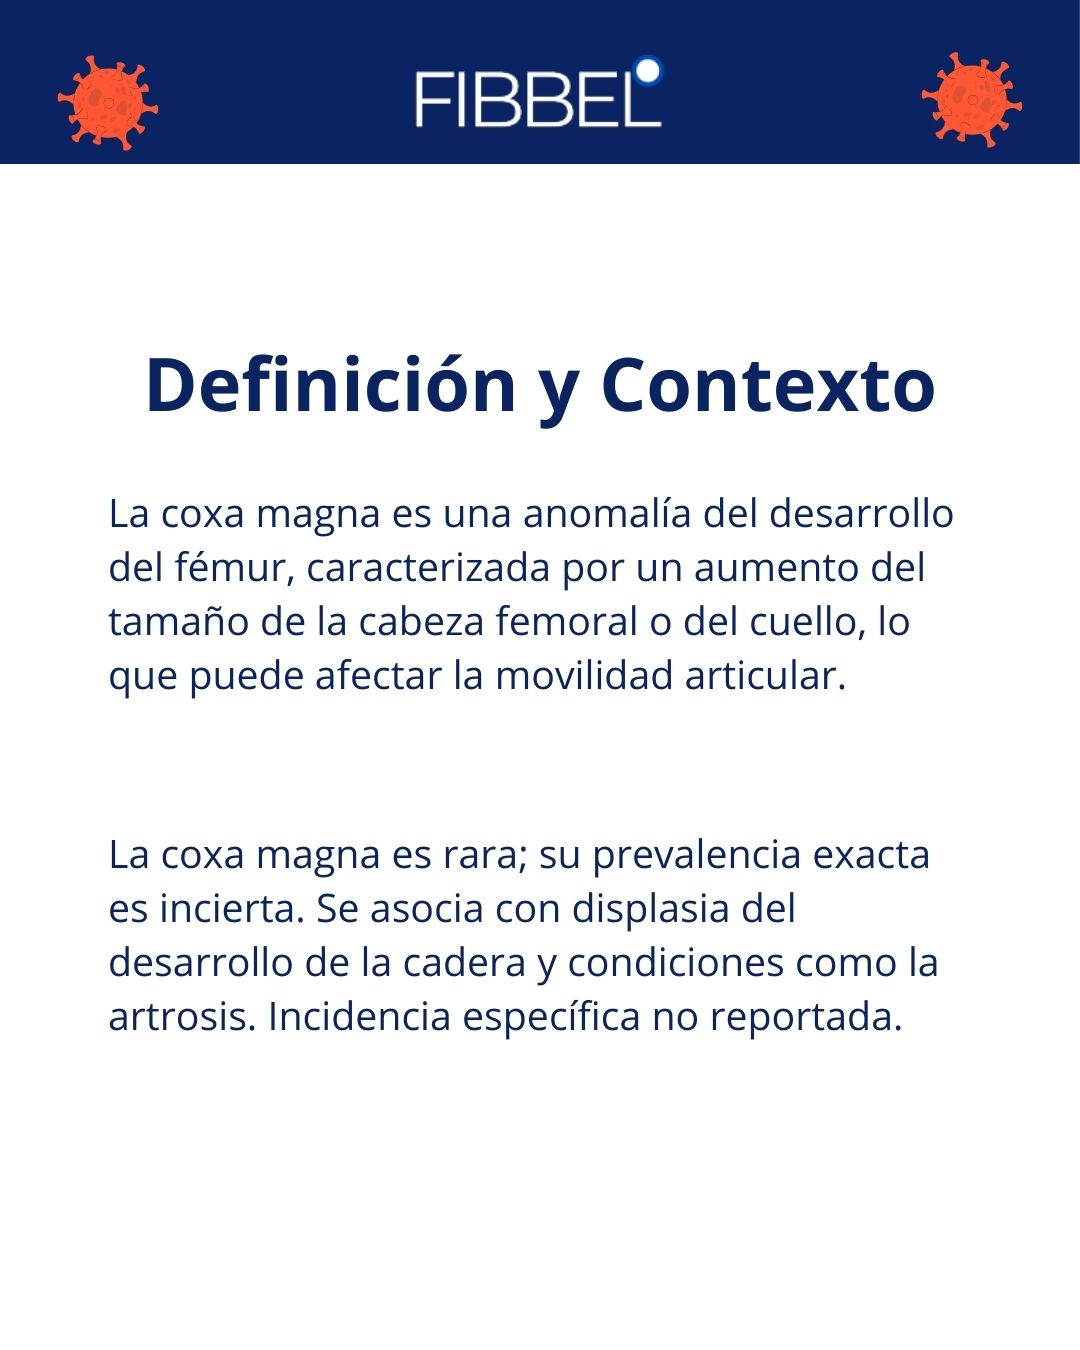 FIBBEL
Definición y Contexto
La coxa magna es una anomalía del desarrollo
del fémur, caracterizada por un aumento del
tamaño de la cabeza femoral o del cuello, lo
que puede afectar la movilidad articular.
La coxa magna es rara; su prevalencia exacta
es incierta. Se asocia con displasia del
desarrollo de la cadera y condiciones como la
artrosis. Incidencia específica no reportada.